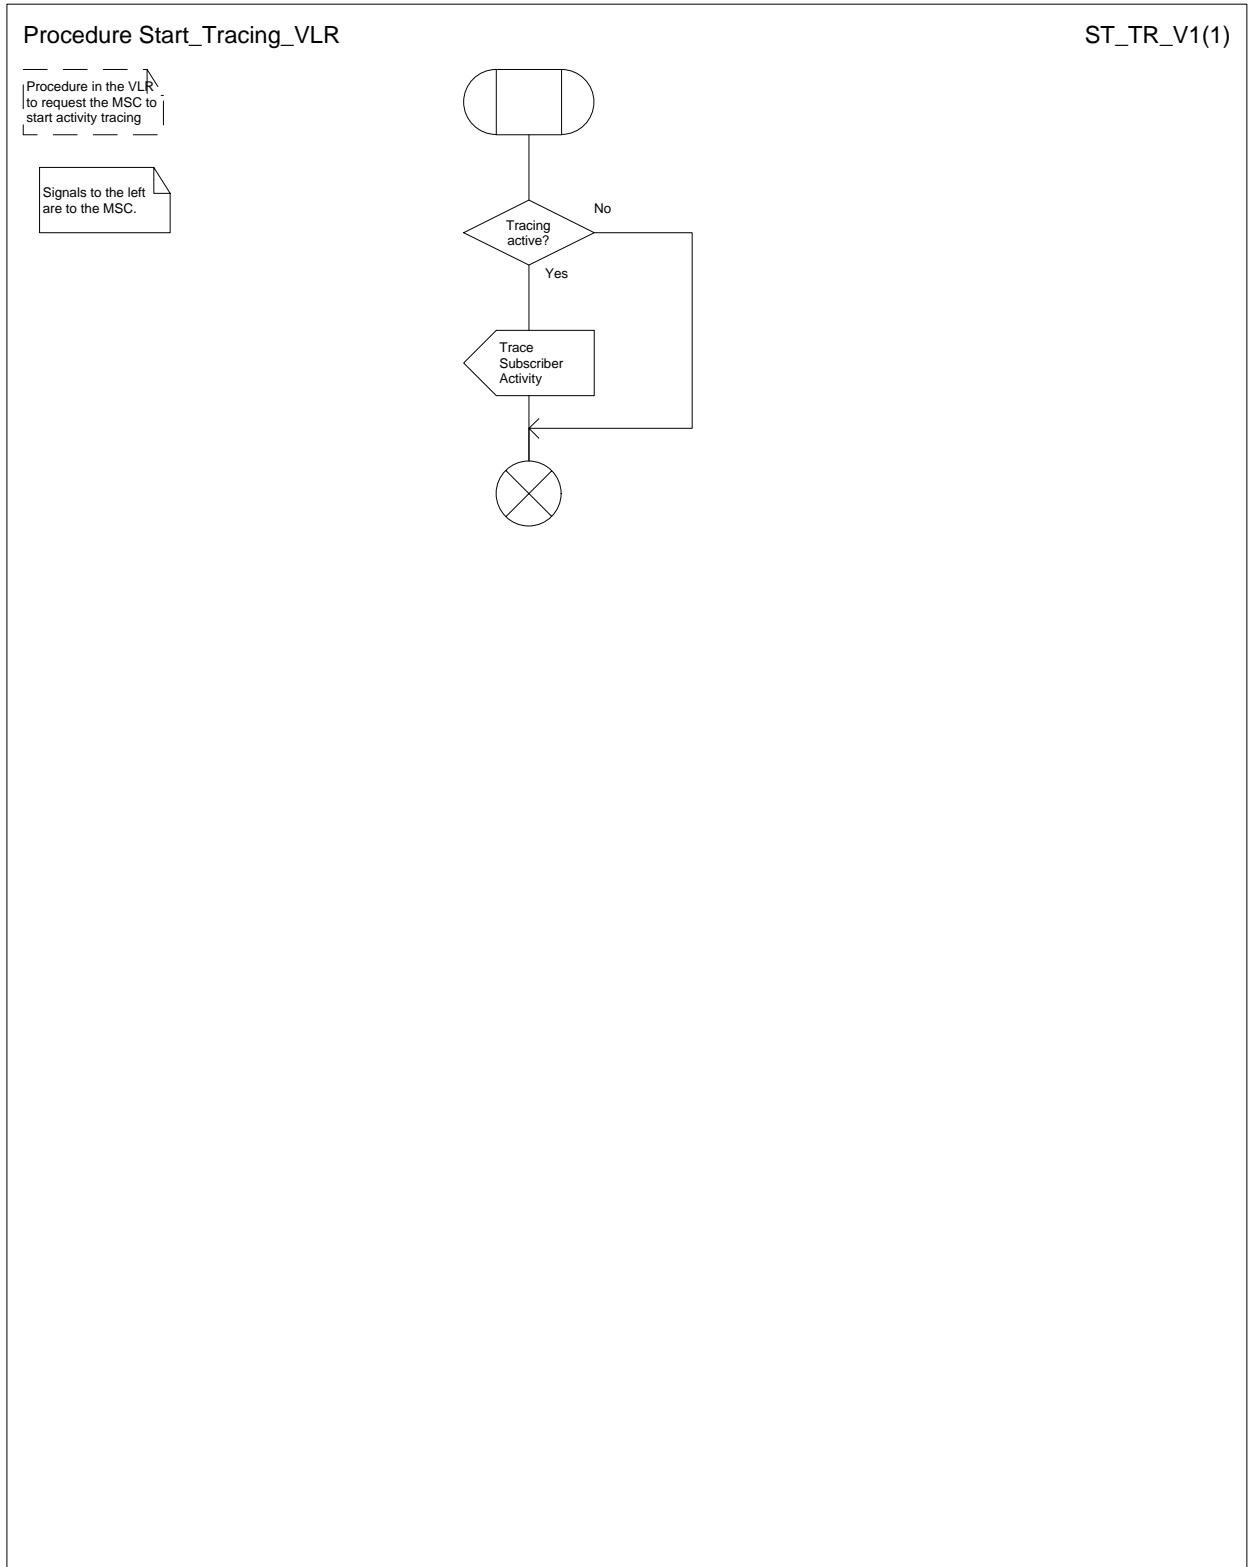 Procedure Start_Tracing_VLR
ST_TR_V1(1)
Procedure in the VLR
to request the MSC to
start activity tracing
Signals to the left
are to the MSC.
Tracing
active?
No
Yes
Trace
Subscriber
Activity